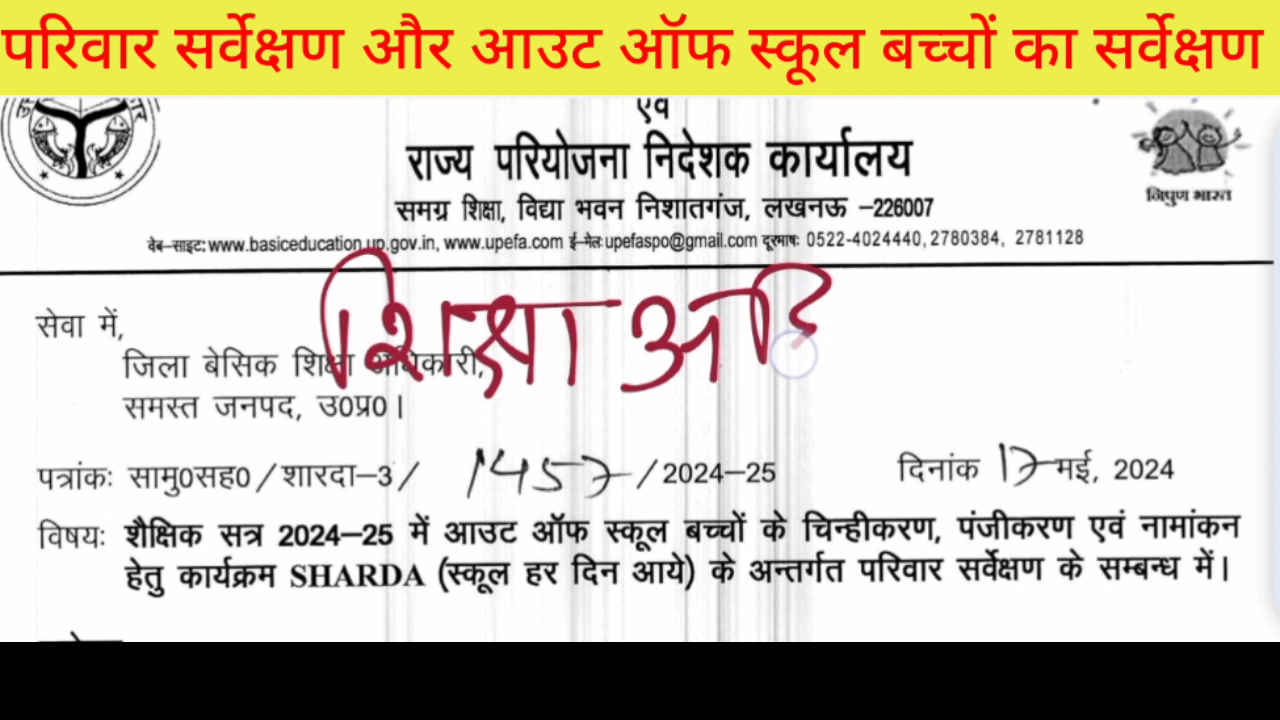 परिवार सर्वेक्षण और आउट ऑफ स्कूल बच्चों का सर्वेक्षण
एवं
राज्य परियोजना निदेशक कार्यालय
समग्र शिक्षा, विद्या भवन निशातगंज, लखनऊ –226007
निपुण भारत
वेब–साइट: www.basiceducation.up.gov.in, www.upefa.com ई–मेलः upefaspo@gmail.com दूरभाषः 0522-4024440, 2780384, 2781128
शिक्षा अधि
सेवा में,
जिला बेसिक शिक्षा अधिकारी,
समस्त जनपद, उ0प्र0।
पत्रांकः सामु0सह0/शारदा–3/ 1457 /2024–25 दिनांक 17 मई, 2024
विषयः शैक्षिक सत्र 2024–25 में आउट ऑफ स्कूल बच्चों के चिन्हीकरण, पंजीकरण एवं नामांकन
हेतु कार्यक्रम SHARDA (स्कूल हर दिन आये) के अन्तर्गत परिवार सर्वेक्षण के सम्बन्ध में।